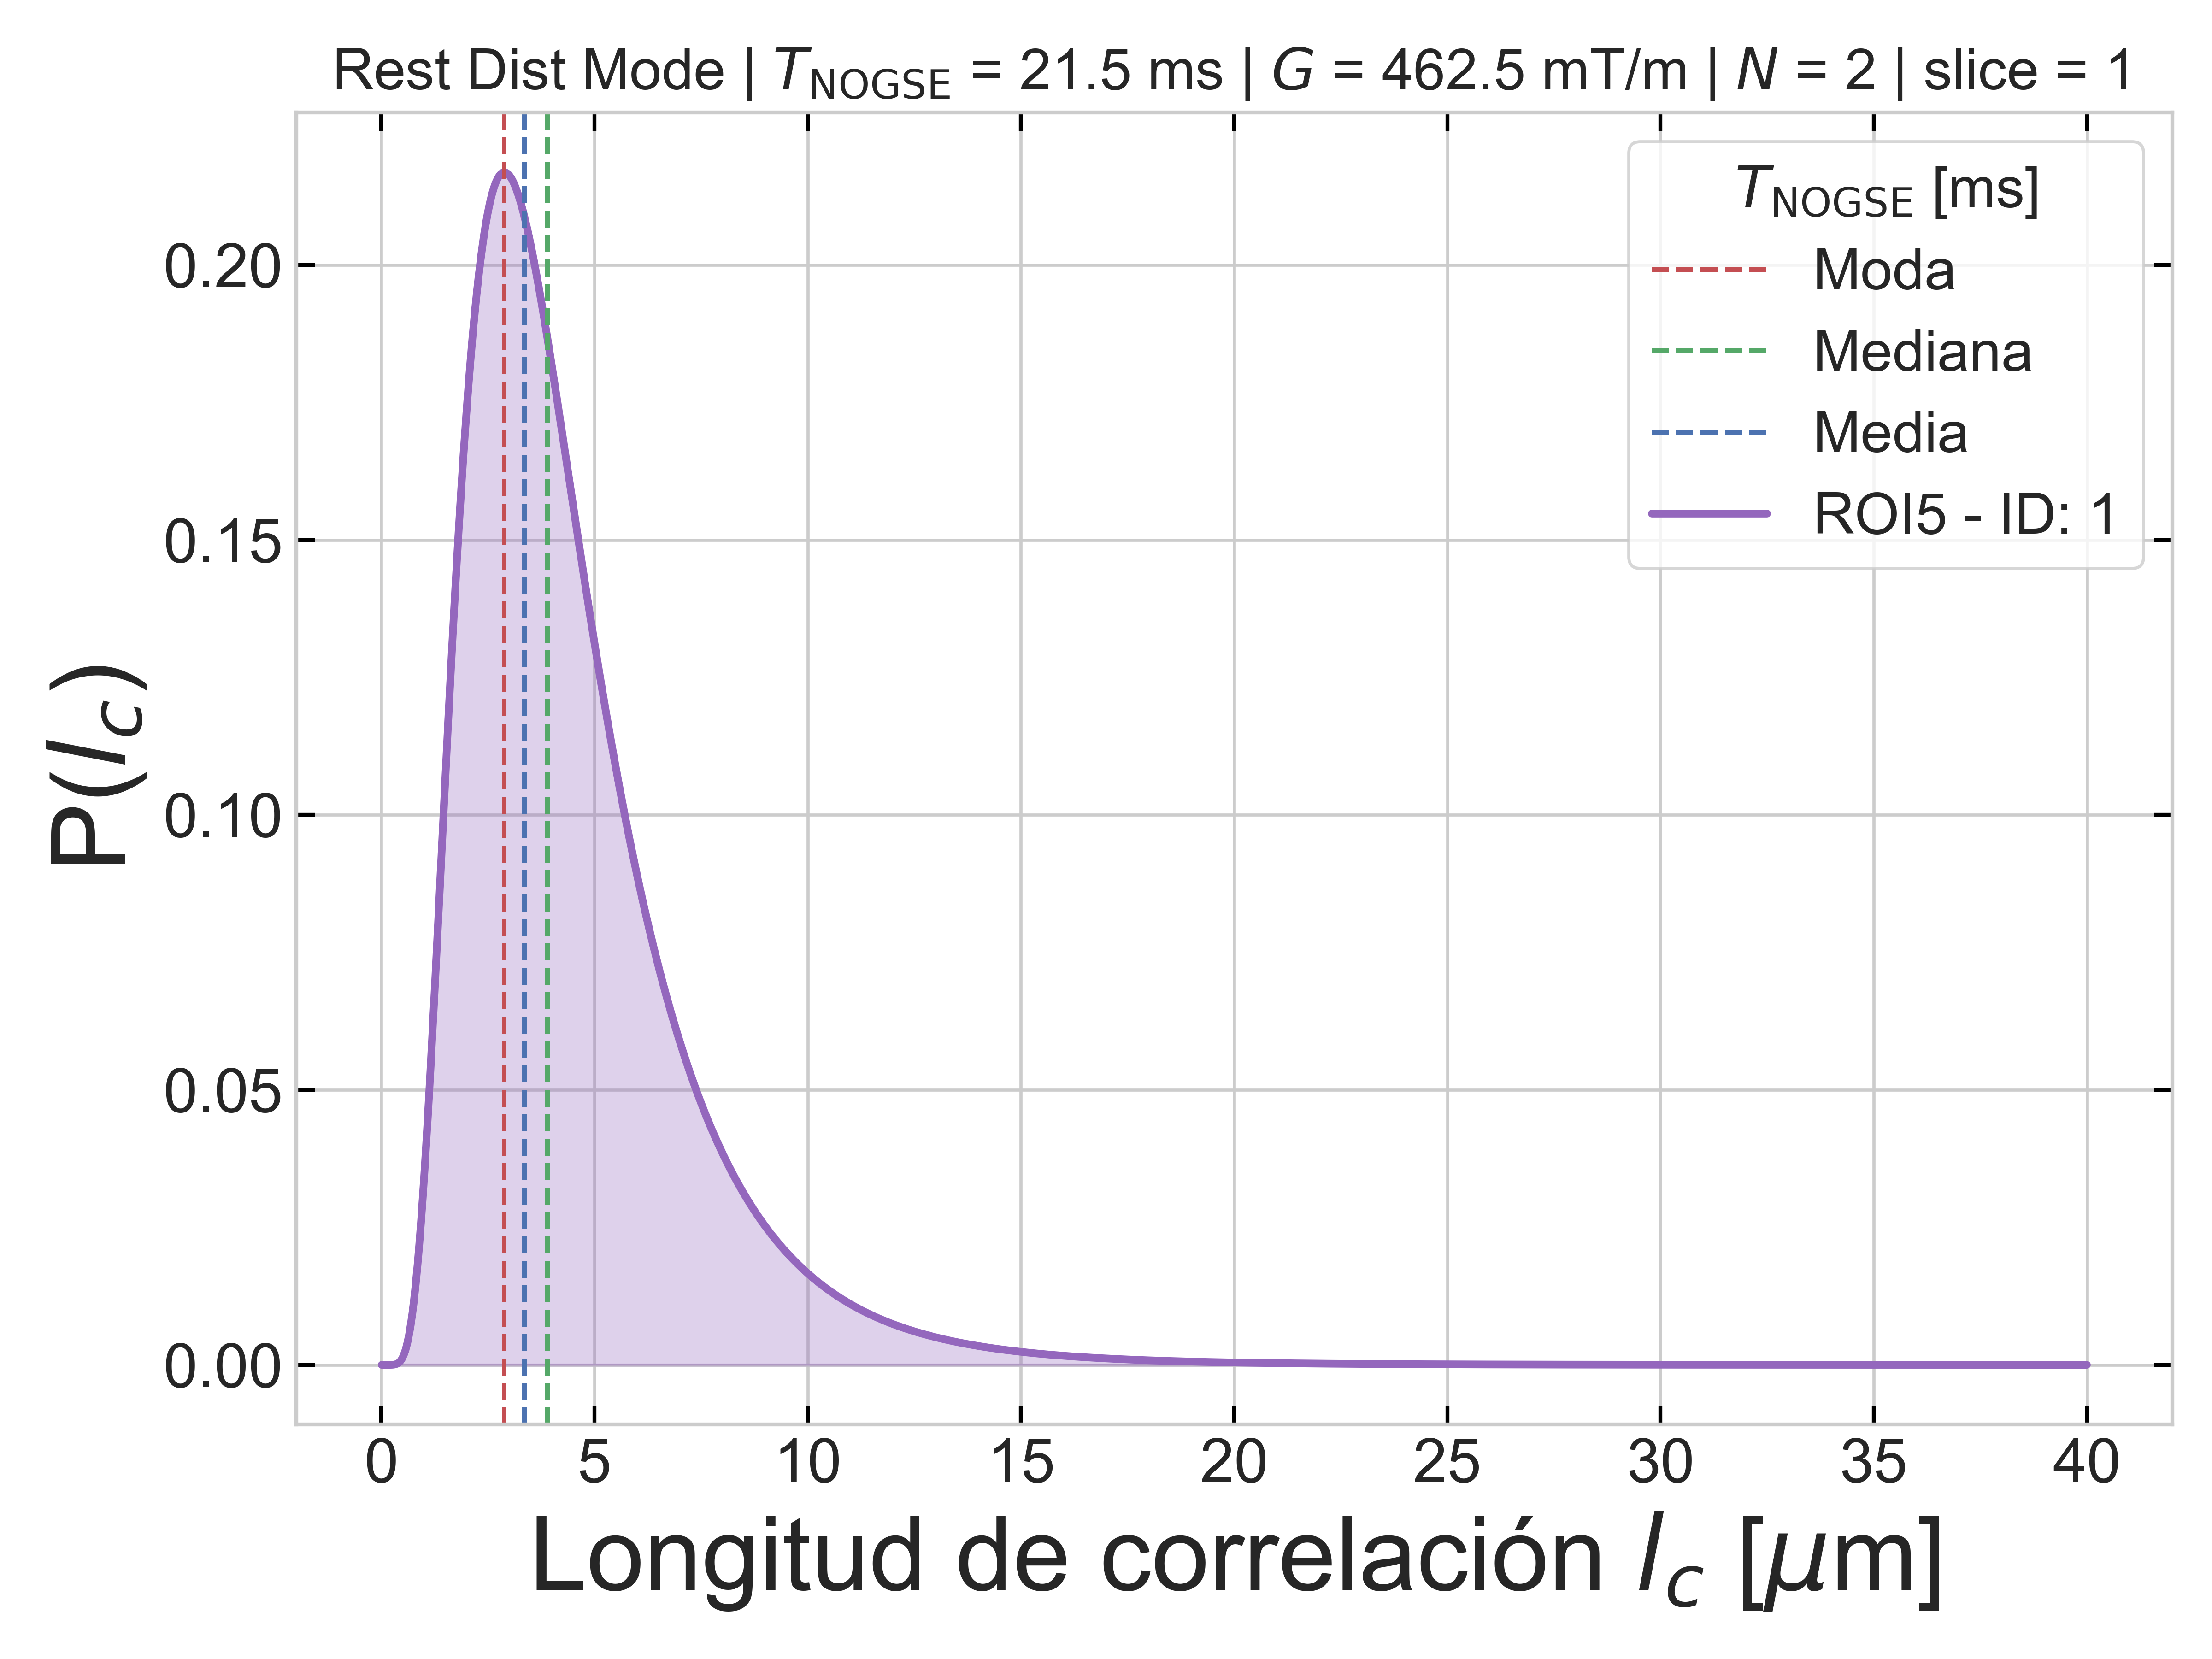 Rest Dist Mode | T_NOGSE = 21.5 ms | G = 462.5 mT/m | N = 2 | slice = 1
T_NOGSE [ms]
Moda
Mediana
Media
ROI5 - ID: 1
P(l_c)
0.20
0.15
0.10
0.05
0.00
0 5 10 15 20 25 30 35 40
Longitud de correlación l_c [μm]